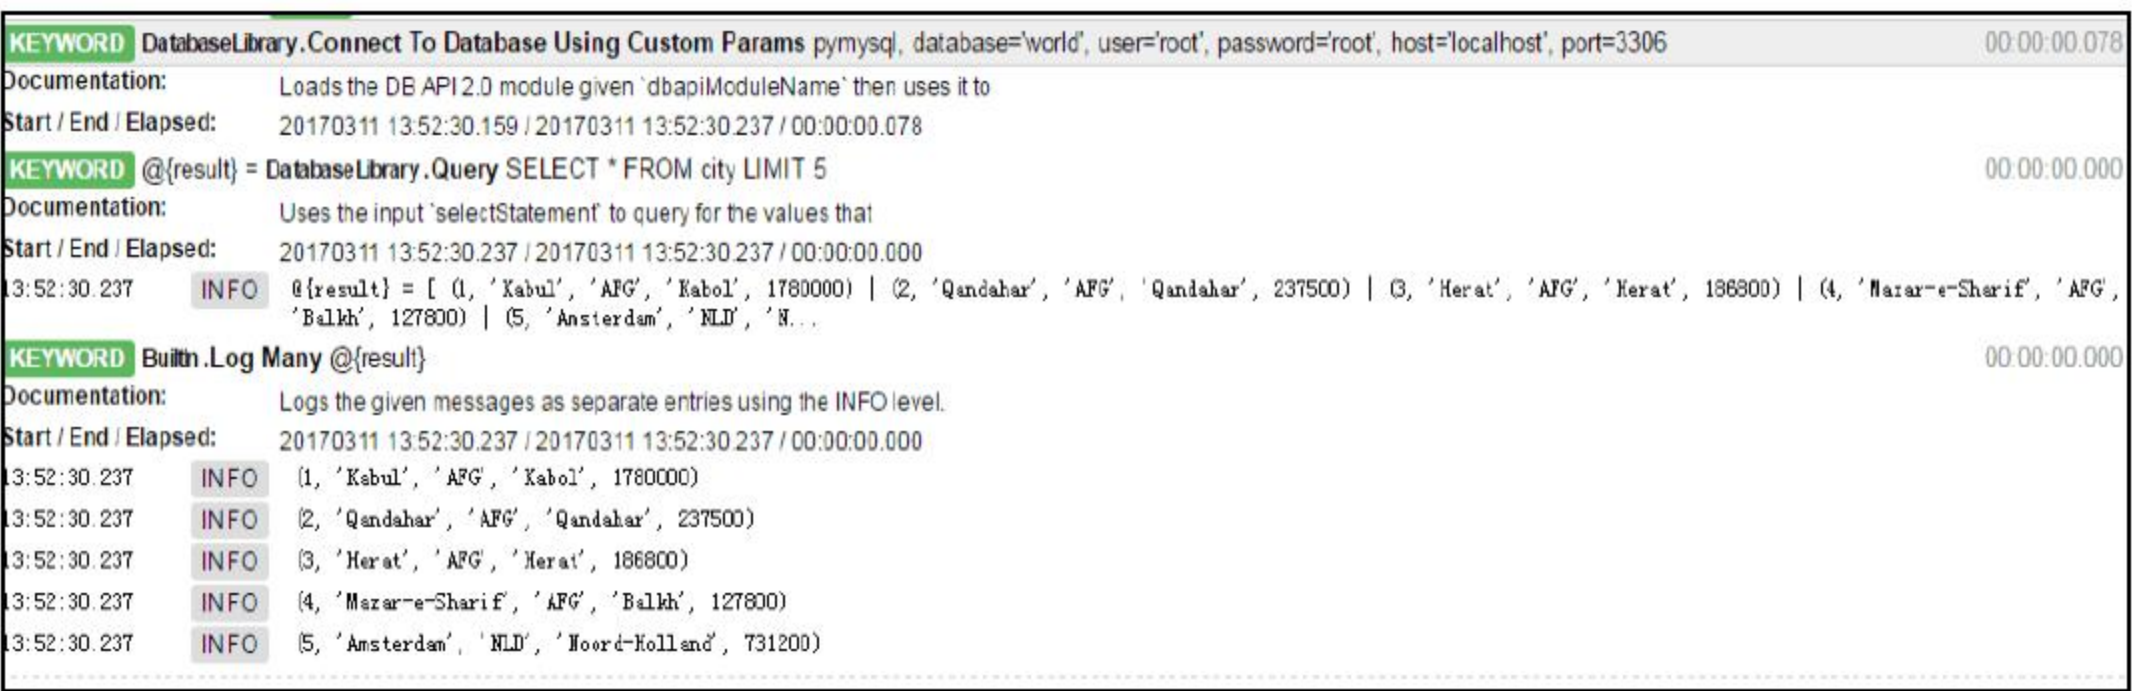 KEYWORD DatabaseLibrary.Connect To Database Using Custom Params pymysql, database='world', user='root', password='root', host='localhost', port=3306 00:00:00.078
Documentation: Loads the DB API 2.0 module given `dbapiModuleName` then uses it to
Start / End / Elapsed: 20170311 13:52:30.159 / 20170311 13:52:30.237 / 00:00:00.078
KEYWORD @{result} = DatabaseLibrary.Query SELECT * FROM city LIMIT 5 00:00:00.000
Documentation: Uses the input `selectStatement` to query for the values that
Start / End / Elapsed: 20170311 13:52:30.237 / 20170311 13:52:30.237 / 00:00:00.000
13:52:30.237 INFO @{result} = [ (1, 'Kabul', 'AFG', 'Kabol', 1780000) | (2, 'Qandahar', 'AFG', 'Qandahar', 237500) | (3, 'Herat', 'AFG', 'Herat', 186800) | (4, 'Mazar-e-Sharif', 'AFG',
'Balkh', 127800) | (5, 'Amsterdam', 'NLD', 'N...
KEYWORD BuiltIn.Log Many @{result} 00:00:00.000
Documentation: Logs the given messages as separate entries using the INFO level.
Start / End / Elapsed: 20170311 13:52:30.237 / 20170311 13:52:30.237 / 00:00:00.000
13:52:30.237 INFO (1, 'Kabul', 'AFG', 'Kabol', 1780000)
13:52:30.237 INFO (2, 'Qandahar', 'AFG', 'Qandahar', 237500)
13:52:30.237 INFO (3, 'Herat', 'AFG', 'Herat', 186800)
13:52:30.237 INFO (4, 'Mazar-e-Sharif', 'AFG', 'Balkh', 127800)
13:52:30.237 INFO (5, 'Amsterdam', 'NLD', 'Noord-Holland', 731200)